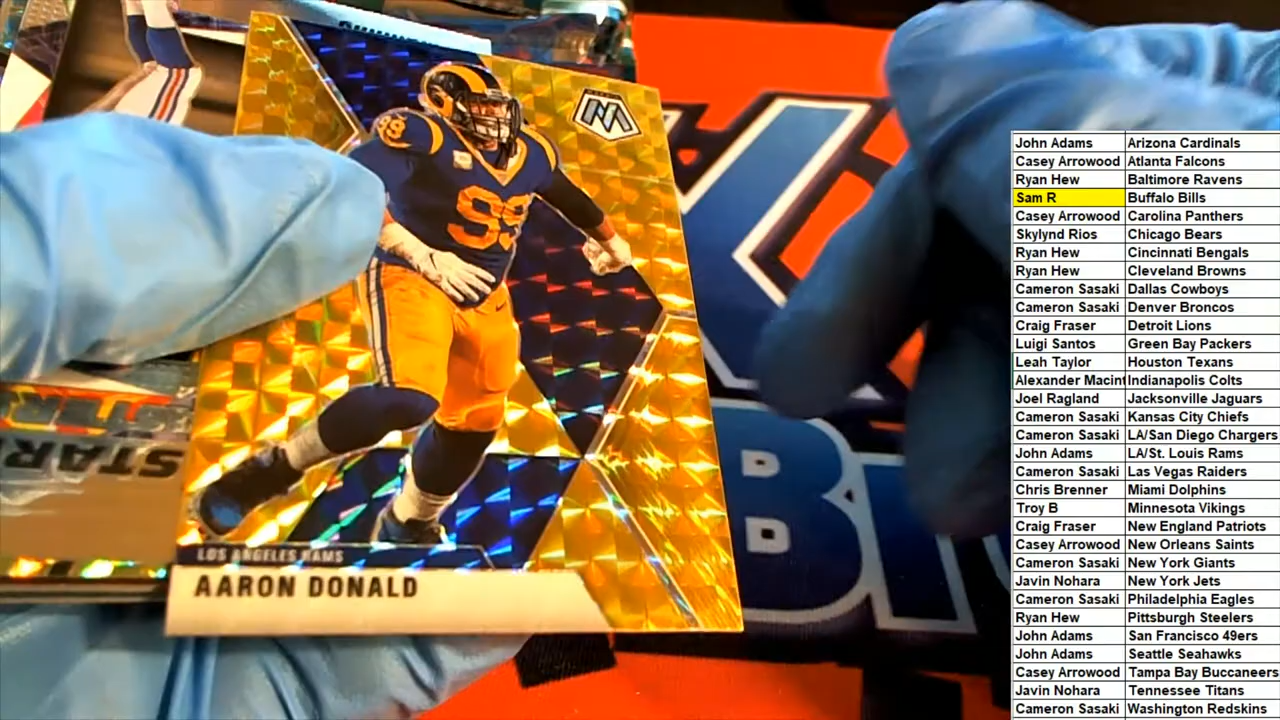 99
99
M
LOS ANGELES RAMS
AARON DONALD
STAR
John Adams Arizona Cardinals
Casey Arrowood Atlanta Falcons
Ryan Hew Baltimore Ravens
Sam R Buffalo Bills
Casey Arrowood Carolina Panthers
Skylynd Rios Chicago Bears
Ryan Hew Cincinnati Bengals
Ryan Hew Cleveland Browns
Cameron Sasaki Dallas Cowboys
Cameron Sasaki Denver Broncos
Craig Fraser Detroit Lions
Luigi Santos Green Bay Packers
Leah Taylor Houston Texans
Alexander Macint Indianapolis Colts
Joel Ragland Jacksonville Jaguars
Cameron Sasaki Kansas City Chiefs
Cameron Sasaki LA/San Diego Chargers
John Adams LA/St. Louis Rams
Cameron Sasaki Las Vegas Raiders
Chris Brenner Miami Dolphins
Troy B Minnesota Vikings
Craig Fraser New England Patriots
Casey Arrowood New Orleans Saints
Cameron Sasaki New York Giants
Javin Nohara New York Jets
Cameron Sasaki Philadelphia Eagles
Ryan Hew Pittsburgh Steelers
John Adams San Francisco 49ers
John Adams Seattle Seahawks
Casey Arrowood Tampa Bay Buccaneers
Javin Nohara Tennessee Titans
Cameron Sasaki Washington Redskins